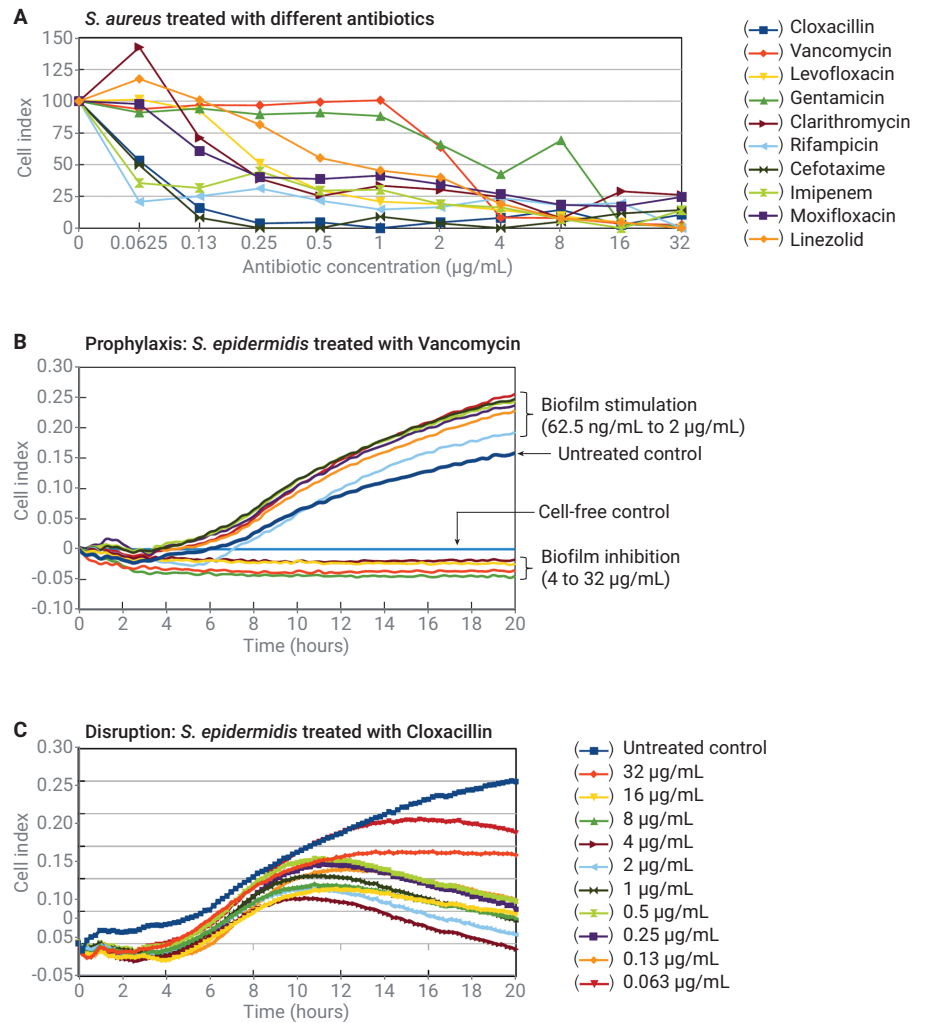 A
S. aureus treated with different antibiotics
150
125
100
75
50
25
0
Cell index
0 0.0625 0.13 0.25 0.5 1 2 4 8 16 32
Antibiotic concentration (µg/mL)
Cloxacillin
Vancomycin
Levofloxacin
Gentamicin
Clarithromycin
Rifampicin
Cefotaxime
Imipenem
Moxifloxacin
Linezolid
B
Prophylaxis: S. epidermidis treated with Vancomycin
0.30
0.25
0.20
0.15
0.10
0.05
0
-0.05
-0.10
Cell index
0 2 4 6 8 10 12 14 16 18 20
Time (hours)
Biofilm stimulation
(62.5 ng/mL to 2 µg/mL)
Untreated control
Cell-free control
Biofilm inhibition
(4 to 32 µg/mL)
C
Disruption: S. epidermidis treated with Cloxacillin
0.30
0.25
0.20
0.15
0.10
0
0.05
-0.05
Cell index
0 2 4 6 8 10 12 14 16 18 20
Time (hours)
Untreated control
32 µg/mL
16 µg/mL
8 µg/mL
4 µg/mL
2 µg/mL
1 µg/mL
0.5 µg/mL
0.25 µg/mL
0.13 µg/mL
0.063 µg/mL